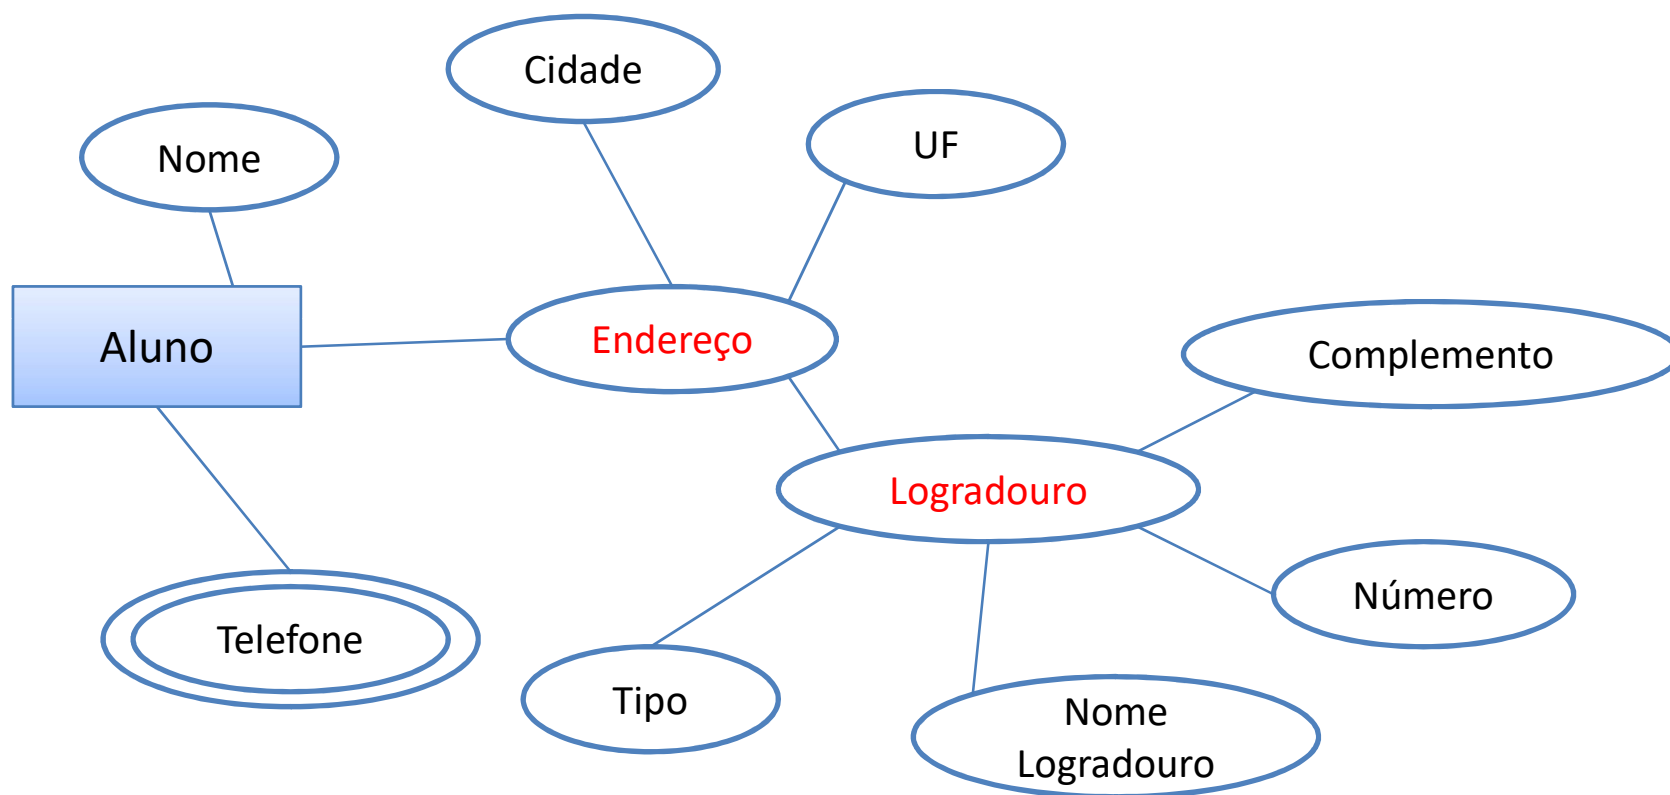 Cidade
UF
Nome
Endereço
Aluno
Complemento
Logradouro
Número
Telefone
Tipo
Nome
Logradouro